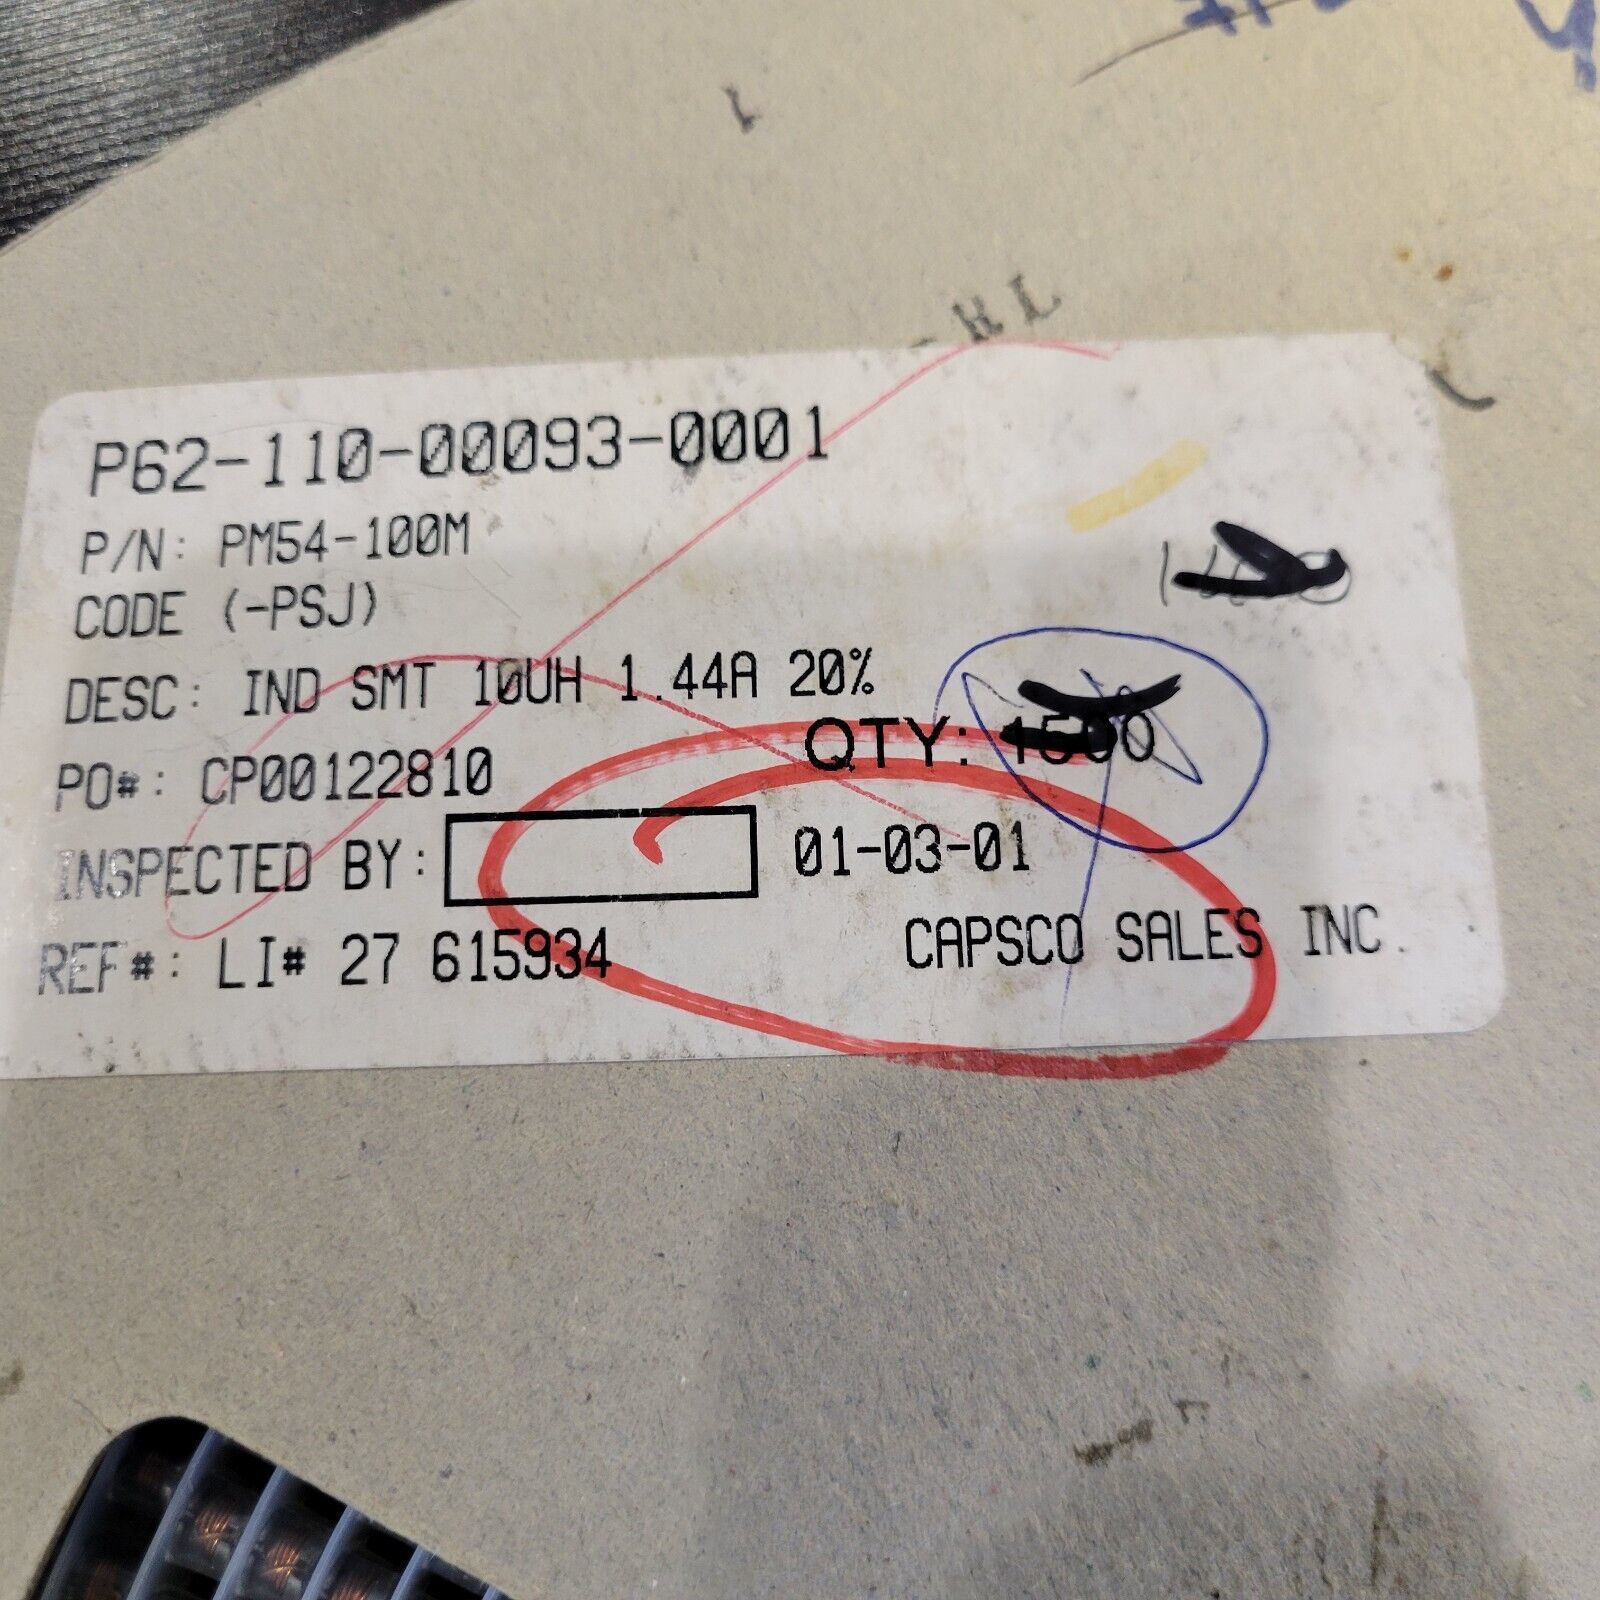 P62-110-00093-0001
P/N: PM54-100M
CODE (-PSJ)
DESC: IND SMT 10UH 1.44A 20%
PO#: CP00122810
QTY: 1500
INSPECTED BY: 01-03-01
REF#: LI# 27 615934
CAPSCO SALES INC.